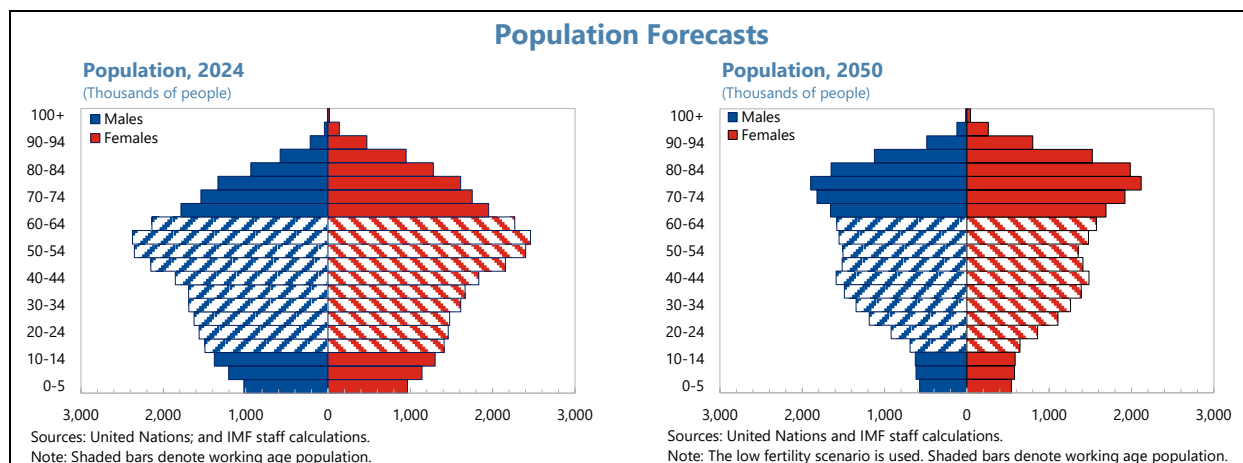 Population Forecasts
Population, 2024
(Thousands of people)
100+
90-94
80-84
70-74
60-64
50-54
40-44
30-34
20-24
10-14
0-5
Males
Females
3,000 2,000 1,000 0 1,000 2,000 3,000
Sources: United Nations; and IMF staff calculations.
Note: Shaded bars denote working age population.
Population, 2050
(Thousands of people)
100+
90-94
80-84
70-74
60-64
50-54
40-44
30-34
20-24
10-14
0-5
Males
Females
3,000 2,000 1,000 0 1,000 2,000 3,000
Sources: United Nations and IMF staff calculations.
Note: The low fertility scenario is used. Shaded bars denote working age population.